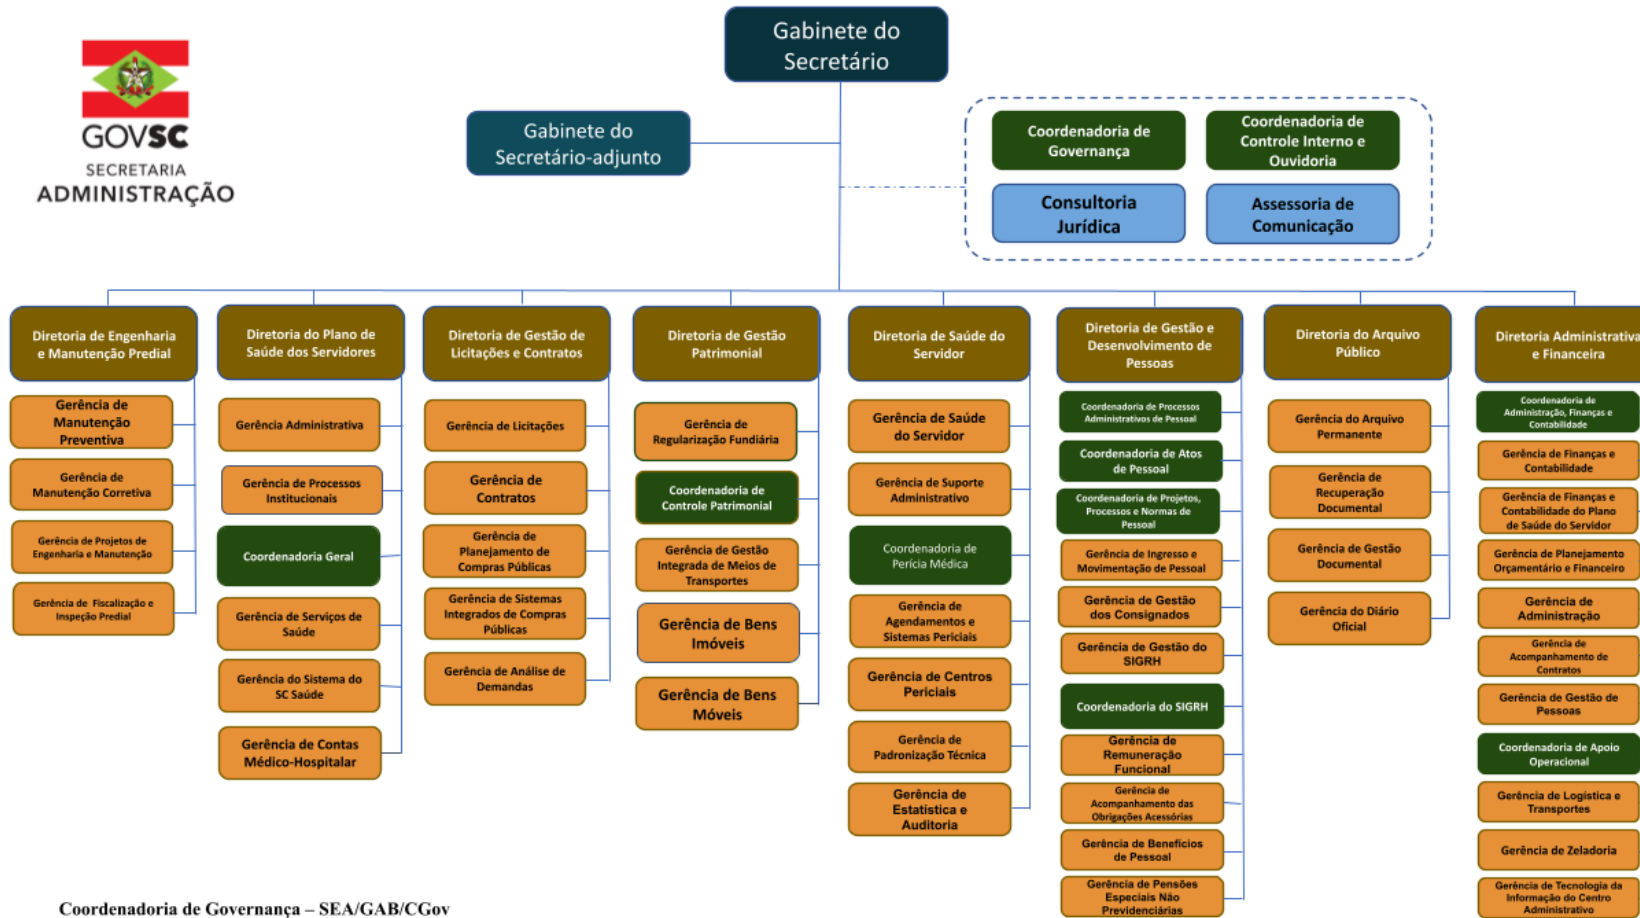 Gabinete do
Secretário
GOVSC
SECRETARIA
ADMINISTRAÇÃO
Gabinete do
Secretário-adjunto
Coordenadoria de
Governança
Coordenadoria de
Controle Interno e
Ouvidoria
Consultoria
Jurídica
Assessoria de
Comunicação
Diretoria de Engenharia
e Manutenção Predial
Gerência de
Manutenção
Preventiva
Gerência de
Manutenção Corretiva
Gerência de Projetos de
Engenharia e Manutenção
Gerência de Fiscalização e
Inspeção Predial
Diretoria do Plano de
Saúde dos Servidores
Gerência Administrativa
Gerência de Processos
Institucionais
Coordenadoria Geral
Gerência de Serviços de
Saúde
Gerência do Sistema do
SC Saúde
Gerência de Contas
Médico-Hospitalar
Diretoria de Gestão de
Licitações e Contratos
Gerência de Licitações
Gerência de
Contratos
Gerência de
Planejamento de
Compras Públicas
Gerência de Sistemas
Integrados de Compras
Públicas
Gerência de Análise de
Demandas
Diretoria de Gestão
Patrimonial
Gerência de
Regularização Fundiária
Coordenadoria de
Controle Patrimonial
Gerência de Gestão
Integrada de Meios de
Transportes
Gerência de Bens
Imóveis
Gerência de Bens
Móveis
Diretoria de Saúde do
Servidor
Gerência de Saúde
do Servidor
Gerência de Suporte
Administrativo
Coordenadoria de
Perícia Médica
Gerência de
Agendamentos e
Sistemas Periciais
Gerência de Centros
Periciais
Gerência de
Padronização Técnica
Gerência de
Estatística e
Auditoria
Diretoria de Gestão e
Desenvolvimento de
Pessoas
Coordenadoria de Processos
Administrativos de Pessoal
Coordenadoria de Atos
de Pessoal
Coordenadoria de Projetos,
Processos e Normas de
Pessoal
Gerência de Ingresso e
Movimentação de Pessoal
Gerência de Gestão
dos Consignados
Gerência de Gestão do
SIGRH
Coordenadoria do SIGRH
Gerência de
Remuneração
Funcional
Gerência de
Acompanhamento das
Obrigações Acessórias
Gerência de Benefícios
de Pessoal
Gerência de Pensões
Especiais Não
Previdenciárias
Diretoria do Arquivo
Público
Gerência do Arquivo
Permanente
Gerência de
Recuperação
Documental
Gerência de Gestão
Documental
Gerência do Diário
Oficial
Diretoria Administrativa
e Financeira
Coordenadoria de
Administração, Finanças e
Contabilidade
Gerência de Finanças e
Contabilidade
Gerência de Finanças e
Contabilidade do Plano
de Saúde do Servidor
Gerência de Planejamento
Orçamentário e Financeiro
Gerência de
Administração
Gerência de
Acompanhamento de
Contratos
Gerência de Gestão de
Pessoas
Coordenadoria de Apoio
Operacional
Gerência de Logística e
Transportes
Gerência de Zeladoria
Gerência de Tecnologia da
Informação do Centro
Administrativo
Coordenadoria de Governança – SEA/GAB/CGov